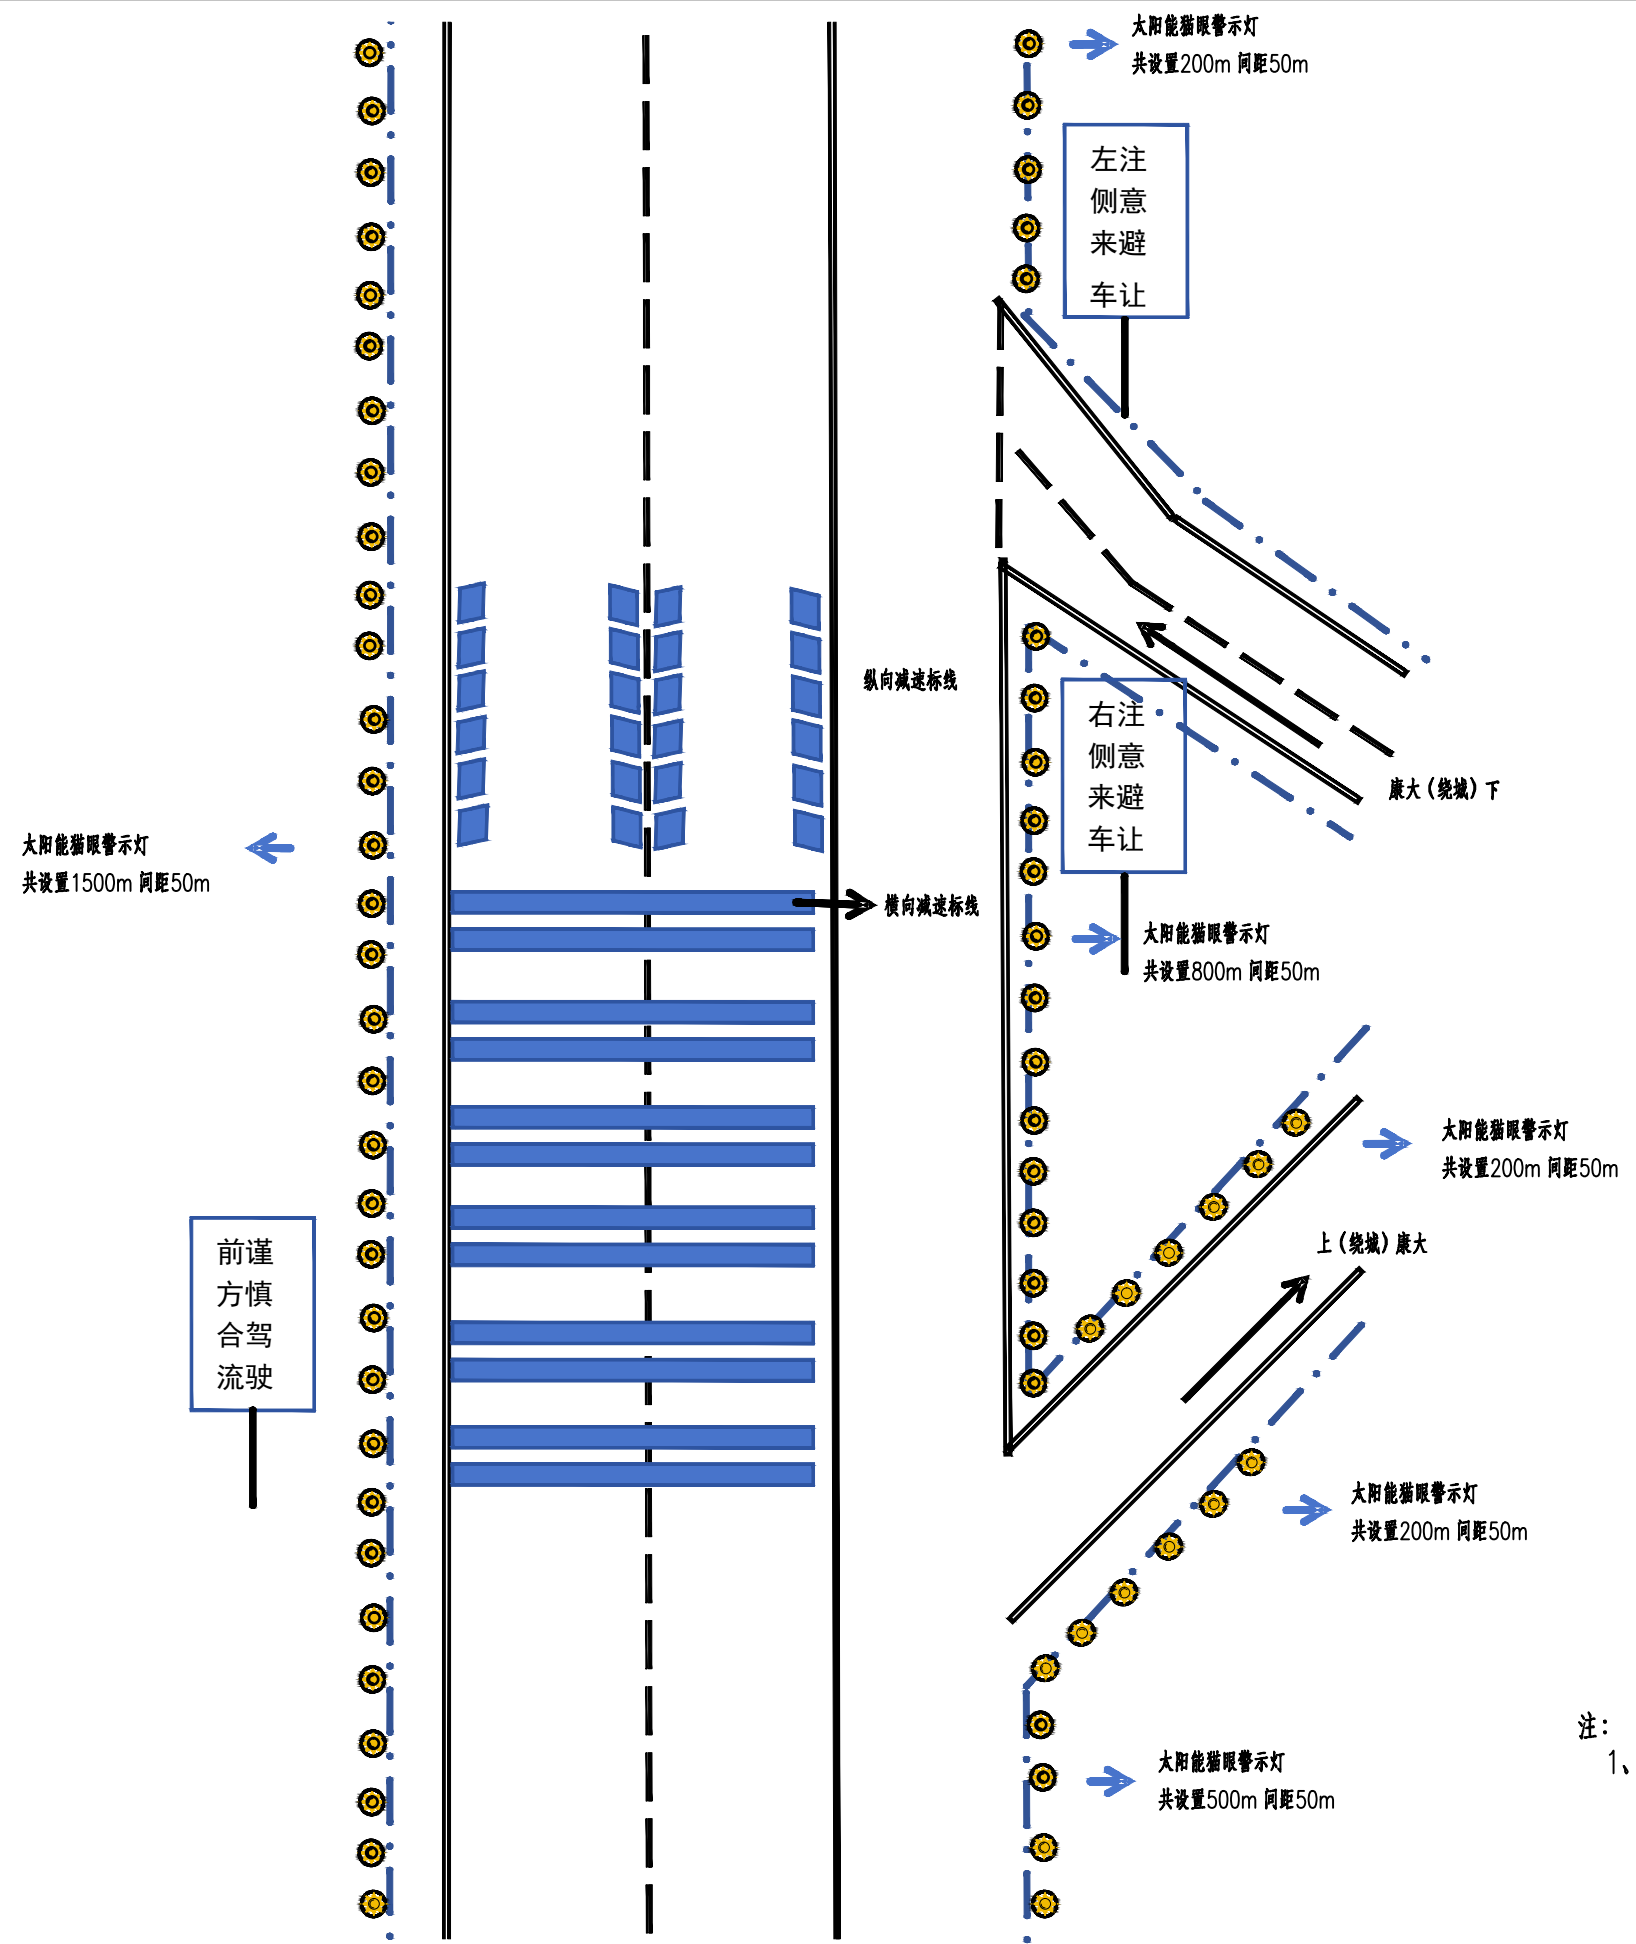 太阳能猫眼警示灯
共设置200m 间距50m
左侧来车
注意避让
纵向减速标线
右侧来车
注意避让
康大（绕城）下
太阳能猫眼警示灯
共设置1500m 间距50m
横向减速标线
太阳能猫眼警示灯
共设置800m 间距50m
太阳能猫眼警示灯
共设置200m 间距50m
前方合流
谨慎驾驶
上（绕城）康大
太阳能猫眼警示灯
共设置200m 间距50m
注：
1、
太阳能猫眼警示灯
共设置500m 间距50m